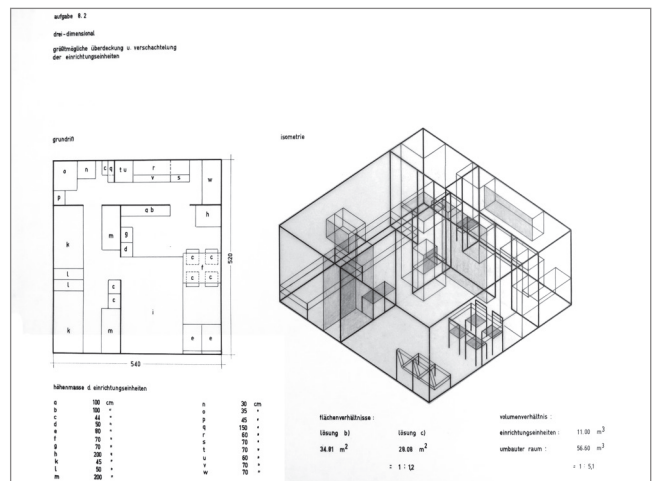 aufgabe B.2
drei-dimensional
größtmögliche überdeckung u. verschachtelung
der einrichtungseinheiten
grundriß
isometrie
a n c q t u r
v s w
p
a b h
k m g
d
c c
f
c c
l
l
c
c
i
k m e e
520
540
höhenmasse d. einrichtungseinheiten
a 100 cm
b 100 "
c 44 "
d 50 "
e 80 "
f 70 "
g 70 "
h 200 "
k 45 "
l 50 "
m 200 "
n 30 cm
o 35 "
p 45 "
q 150 "
r 60 "
s 70 "
t 70 "
u 60 "
v 70 "
w 70 "
flächenverhältnisse :
lösung b) lösung c)
34.81 m² 28.08 m²
= 1 : 1,2
volumenverhältnis :
einrichtungseinheiten : 11.00 m³
umbauter raum : 56.60 m³
= 1 : 5,1